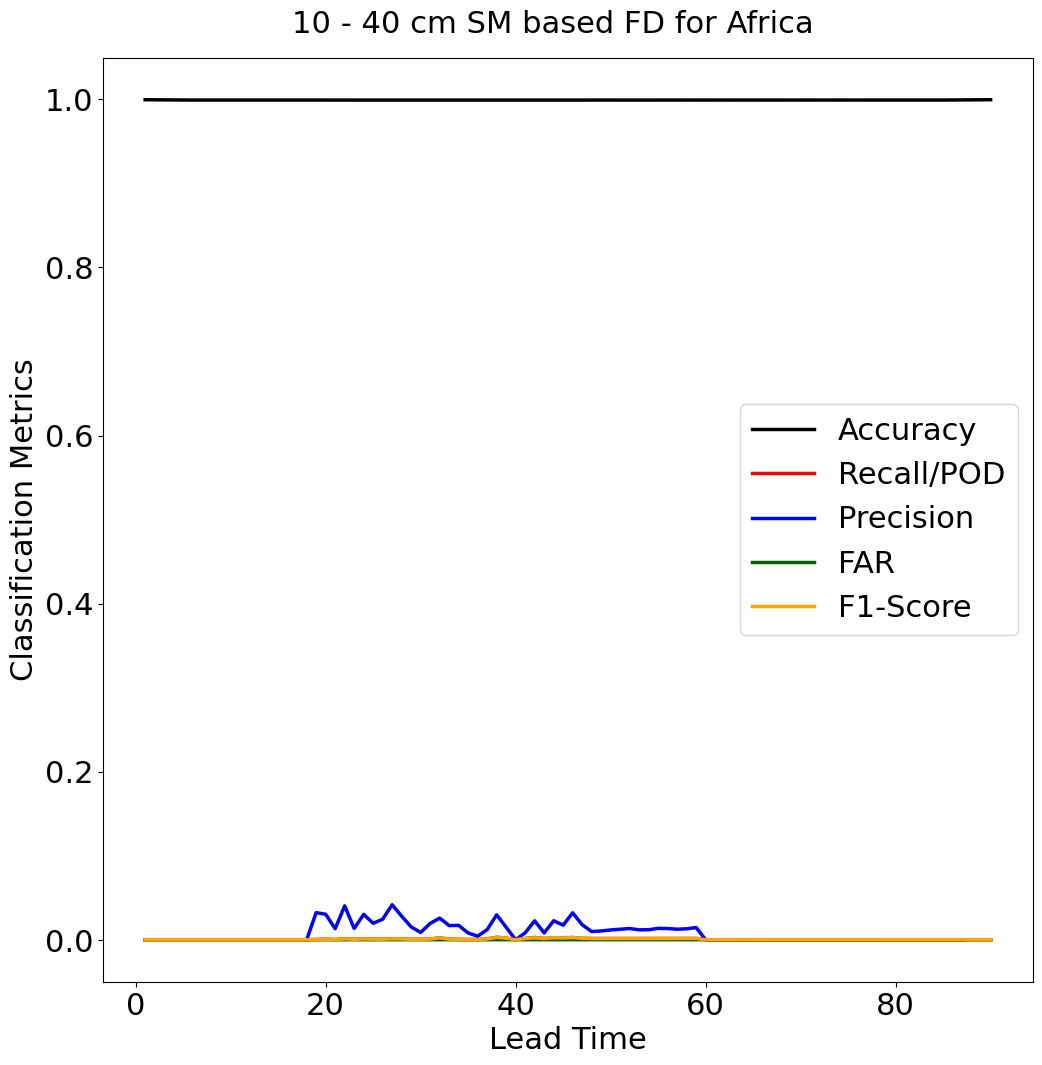 10 - 40 cm SM based FD for Africa
1.0
0.8
0.6
0.4
0.2
0.0
Classification Metrics
Accuracy
Recall/POD
Precision
FAR
F1-Score
0 20 40 60 80
Lead Time